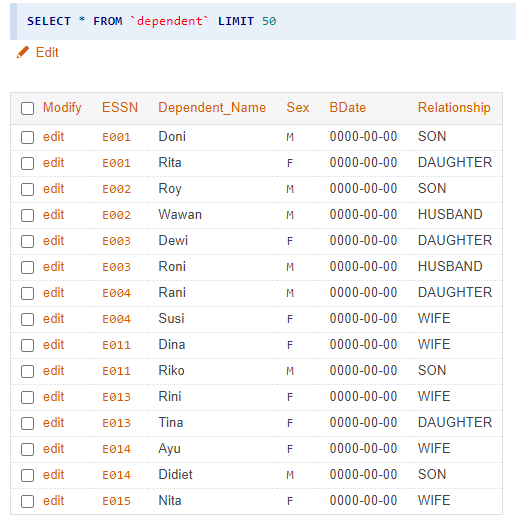 SELECT * FROM `dependent` LIMIT 50
Edit
Modify ESSN Dependent_Name Sex BDate Relationship
edit E001 Doni M 0000-00-00 SON
edit E001 Rita F 0000-00-00 DAUGHTER
edit E002 Roy M 0000-00-00 SON
edit E002 Wawan M 0000-00-00 HUSBAND
edit E003 Dewi F 0000-00-00 DAUGHTER
edit E003 Roni M 0000-00-00 HUSBAND
edit E004 Rani M 0000-00-00 DAUGHTER
edit E004 Susi F 0000-00-00 WIFE
edit E011 Dina F 0000-00-00 WIFE
edit E011 Riko M 0000-00-00 SON
edit E013 Rini F 0000-00-00 WIFE
edit E013 Tina F 0000-00-00 DAUGHTER
edit E014 Ayu F 0000-00-00 WIFE
edit E014 Didiet M 0000-00-00 SON
edit E015 Nita F 0000-00-00 WIFE